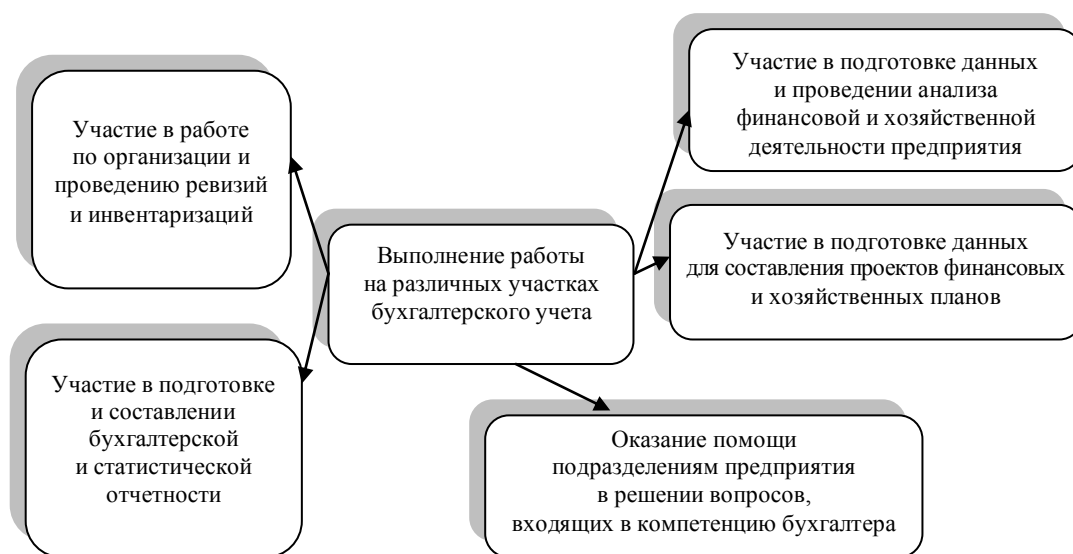 Участие в работе
по организации и
проведению ревизий
и инвентаризаций
Участие в подготовке данных
и проведении анализа
финансовой и хозяйственной
деятельности предприятия
Выполнение работы
на различных участках
бухгалтерского учета
Участие в подготовке данных
для составления проектов финансовых
и хозяйственных планов
Участие в подготовке
и составлении
бухгалтерской
и статистической
отчетности
Оказание помощи
подразделениям предприятия
в решении вопросов,
входящих в компетенцию бухгалтера